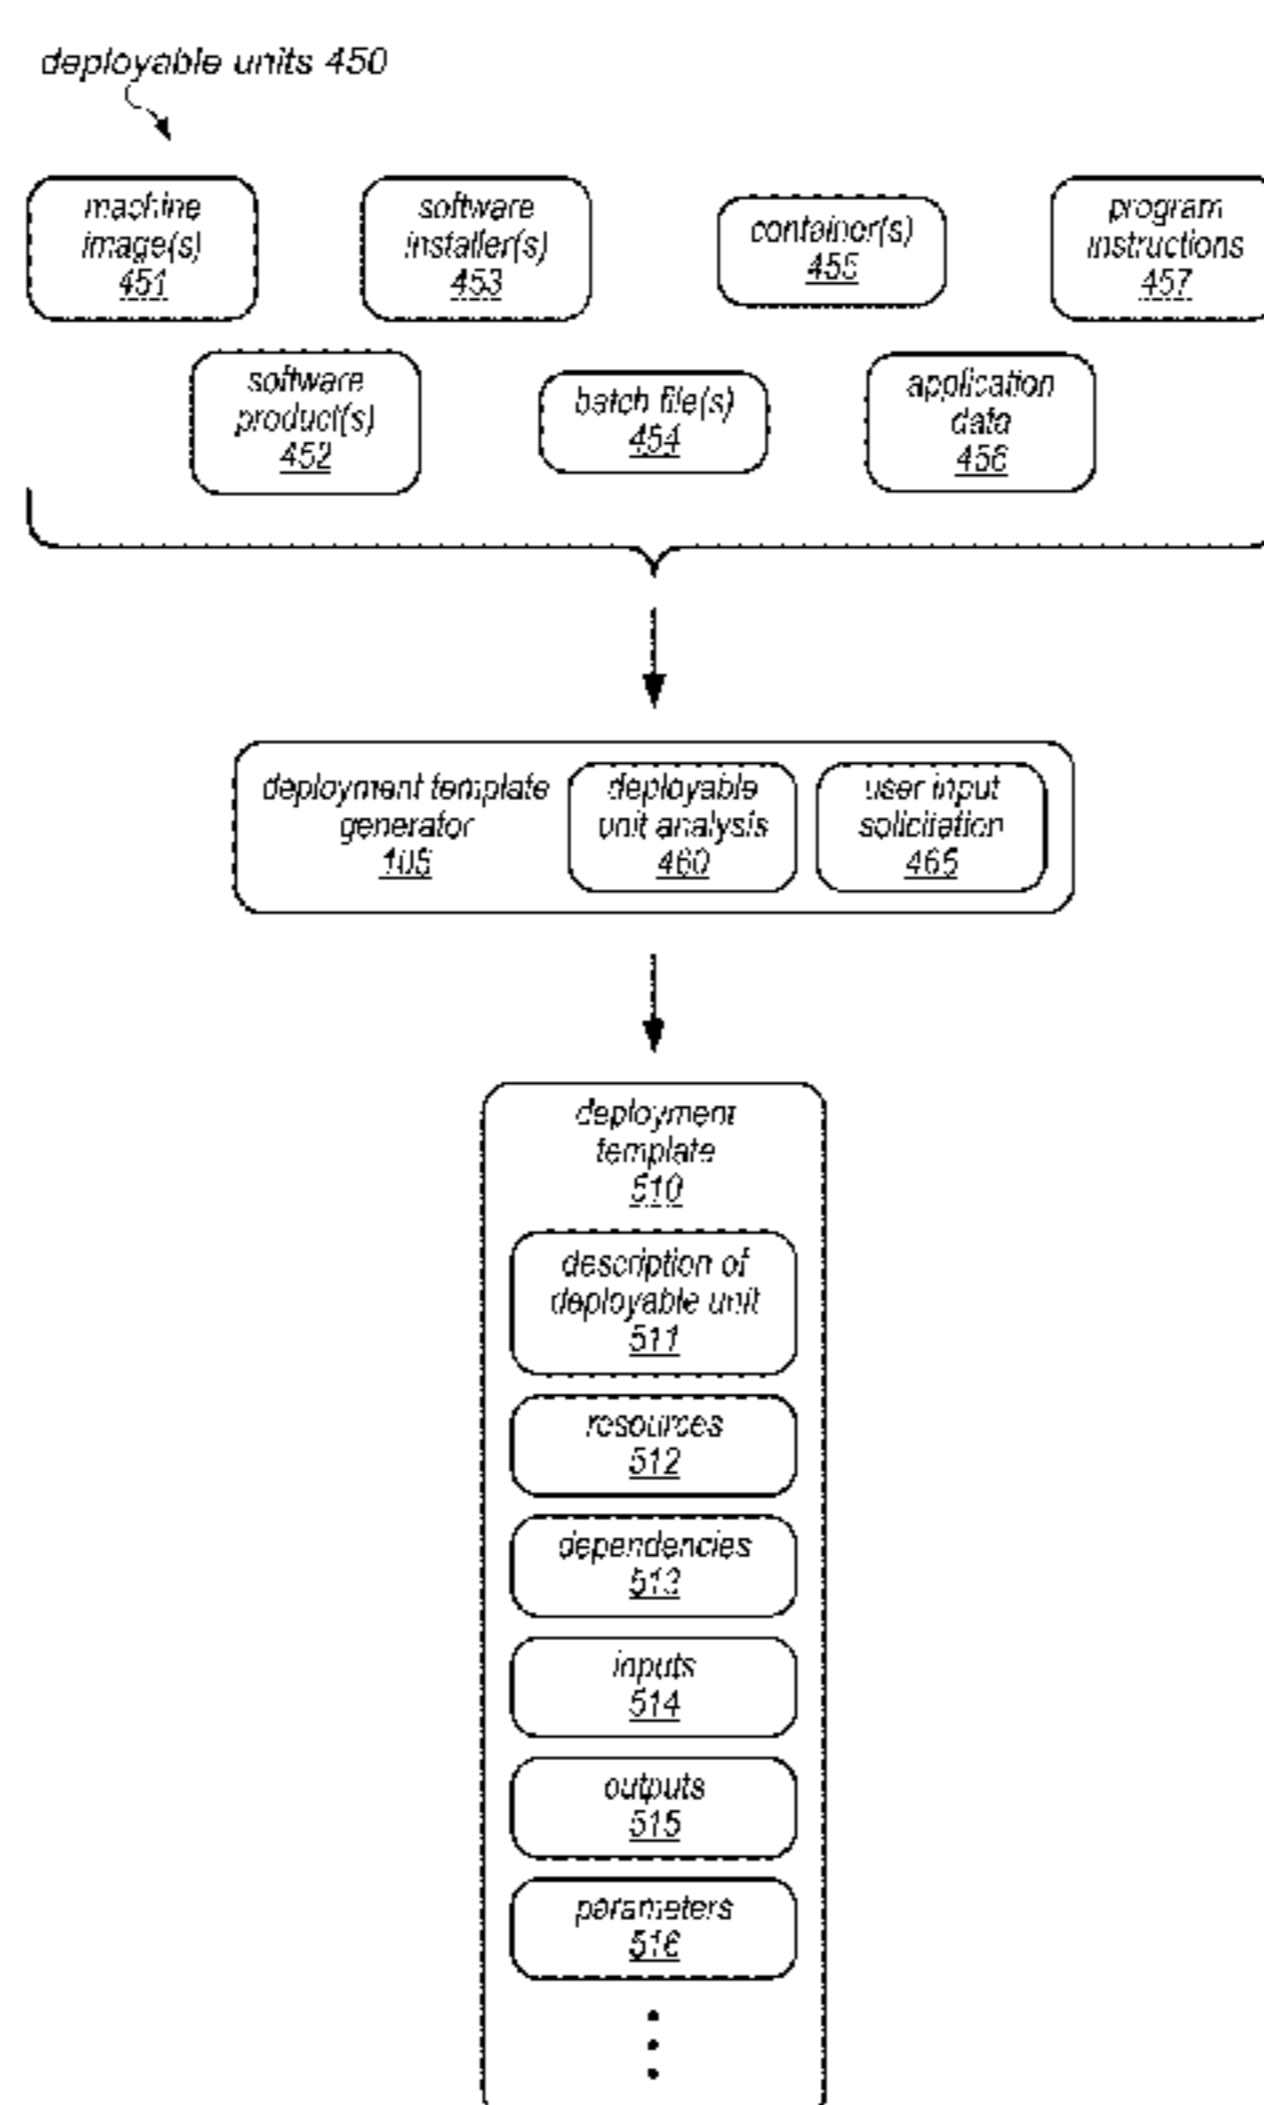 deployable units 450
machine
image(s)
451
software
installer(s)
453
container(s)
455
program
instructions
457
software
product(s)
452
batch file(s)
454
application
data
456
deployment template
generator
105
deployable
unit analysis
460
user input
solicitation
465
deployment
template
510
description of
deployable unit
511
resources
512
dependencies
513
inputs
514
outputs
515
parameters
516